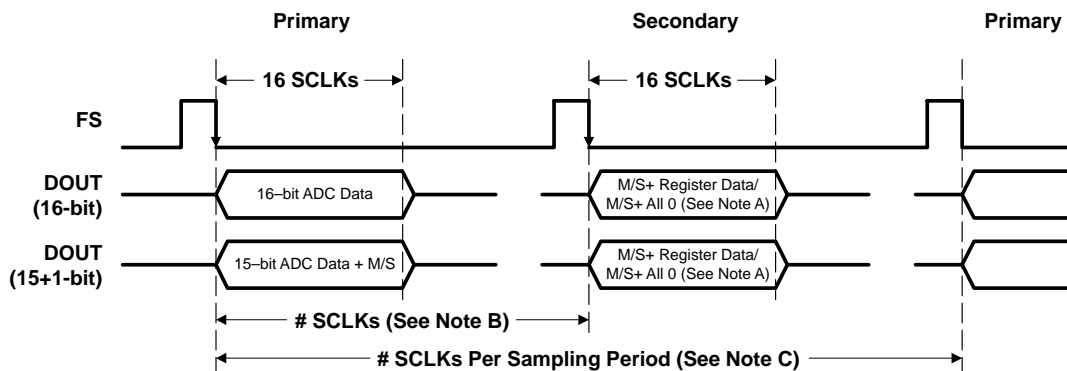 Primary
Secondary
Primary
16 SCLKs
16 SCLKs
FS
DOUT
(16-bit)
16–bit ADC Data
M/S+ Register Data/
M/S+ All 0 (See Note A)
DOUT
(15+1-bit)
15–bit ADC Data + M/S
M/S+ Register Data/
M/S+ All 0 (See Note A)
# SCLKs (See Note B)
# SCLKs Per Sampling Period (See Note C)